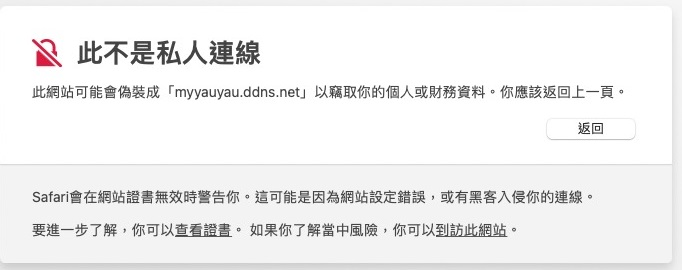 此不是私人連線
此網站可能會偽裝成「myyauyau.ddns.net」以竊取你的個人或財務資料。你應該返回上一頁。
返回
Safari會在網站證書無效時警告你。這可能是因為網站設定錯誤，或有黑客入侵你的連線。
要進一步了解，你可以查看證書。 如果你了解當中風險，你可以到訪此網站。